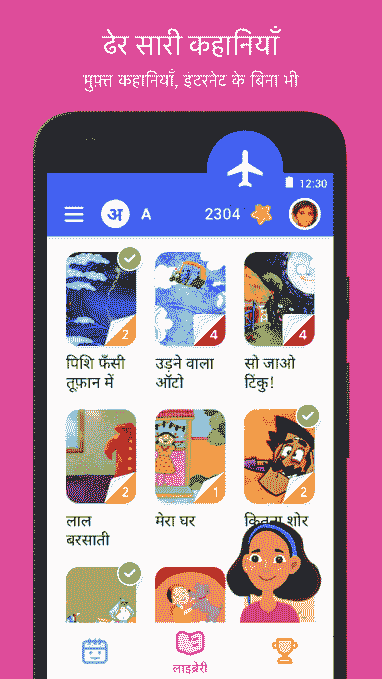 ढेर सारी कहानियाँ
मुफ़्त कहानियाँ, इंटरनेट के बिना भी
12:30
अ A 2304
2 4 4
पिशि फँसी
तूफ़ान में
उड़ने वाला
ऑटो
सो जाओ
टिंकु!
2 1 2
लाल
बरसाती
मेरा घर
कितना शोर
लाइब्रेरी